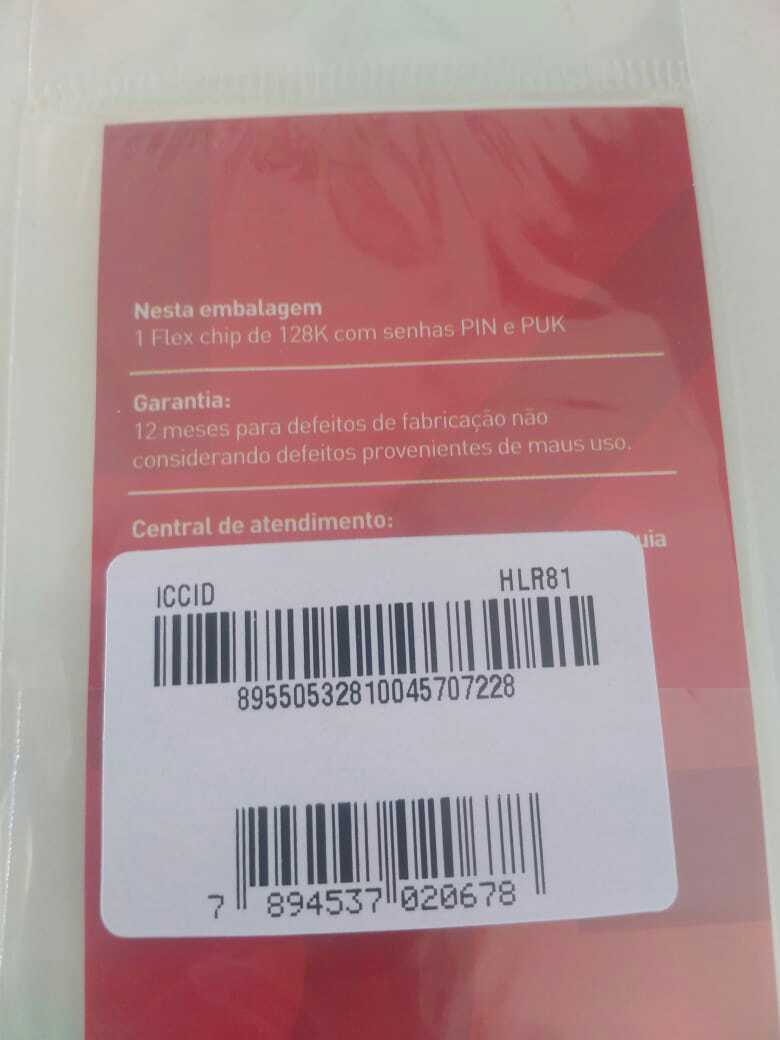 Nesta embalagem
1 Flex chip de 128K com senhas PIN e PUK
Garantia:
12 meses para defeitos de fabricação não
considerando defeitos provenientes de maus uso.
Central de atendimento:
ICCID HLR81
89550532810045707228
7 894537 020678